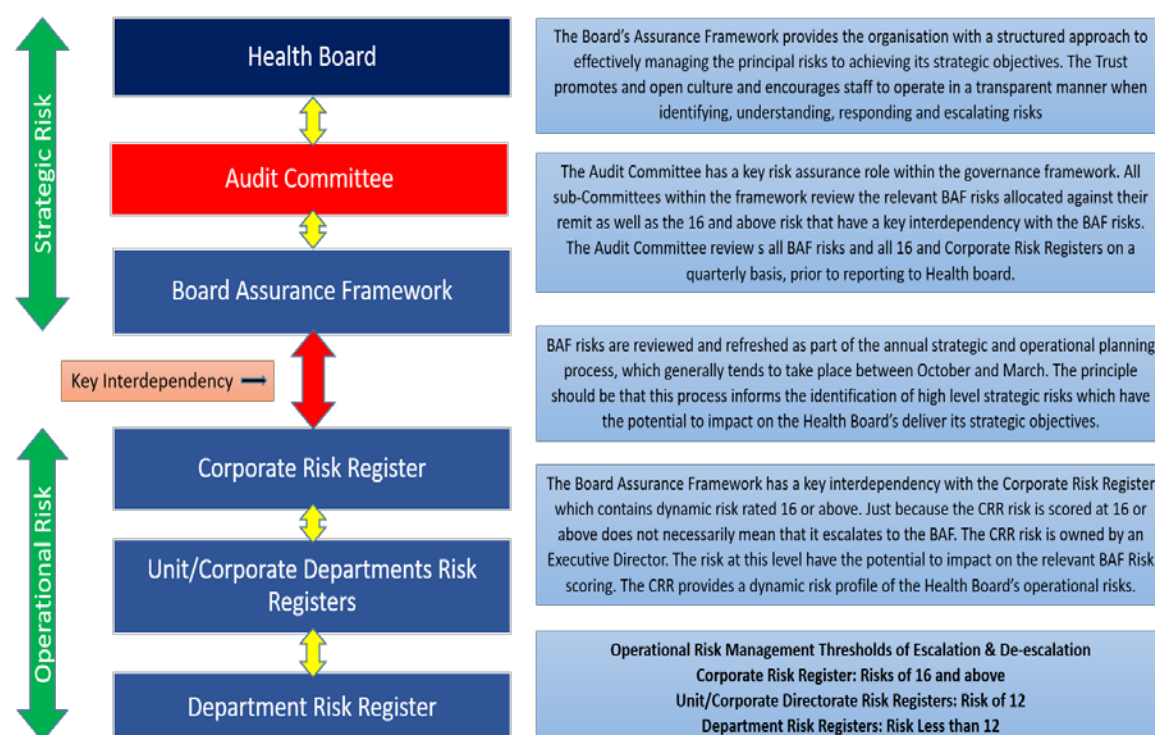 Strategic Risk
Health Board
Audit Committee
Board Assurance Framework
Key Interdependency
Operational Risk
Corporate Risk Register
Unit/Corporate Departments Risk
Registers
Department Risk Register
The Board's Assurance Framework provides the organisation with a structured approach to
effectively managing the principal risks to achieving its strategic objectives. The Trust
promotes and open culture and encourages staff to operate in a transparent manner when
identifying, understanding, responding and escalating risks
The Audit Committee has a key risk assurance role within the governance framework. All
sub-Committees within the framework review the relevant BAF risks allocated against their
remit as well as the 16 and above risk that have a key interdependency with the BAF risks.
The Audit Committee review s all BAF risks and all 16 and Corporate Risk Registers on a
quarterly basis, prior to reporting to Health board.
BAF risks are reviewed and refreshed as part of the annual strategic and operational planning
process, which generally tends to take place between October and March. The principle
should be that this process informs the identification of high level strategic risks which have
the potential to impact on the Health Board's deliver its strategic objectives.
The Board Assurance Framework has a key interdependency with the Corporate Risk Register
which contains dynamic risk rated 16 or above. Just because the CRR risk is scored at 16 or
above does not necessarily mean that it escalates to the BAF. The CRR risk is owned by an
Executive Director. The risk at this level have the potential to impact on the relevant BAF Risk
scoring. The CRR provides a dynamic risk profile of the Health Board's operational risks.
Operational Risk Management Thresholds of Escalation & De-escalation
Corporate Risk Register: Risks of 16 and above
Unit/Corporate Directorate Risk Registers: Risk of 12
Department Risk Registers: Risk Less than 12